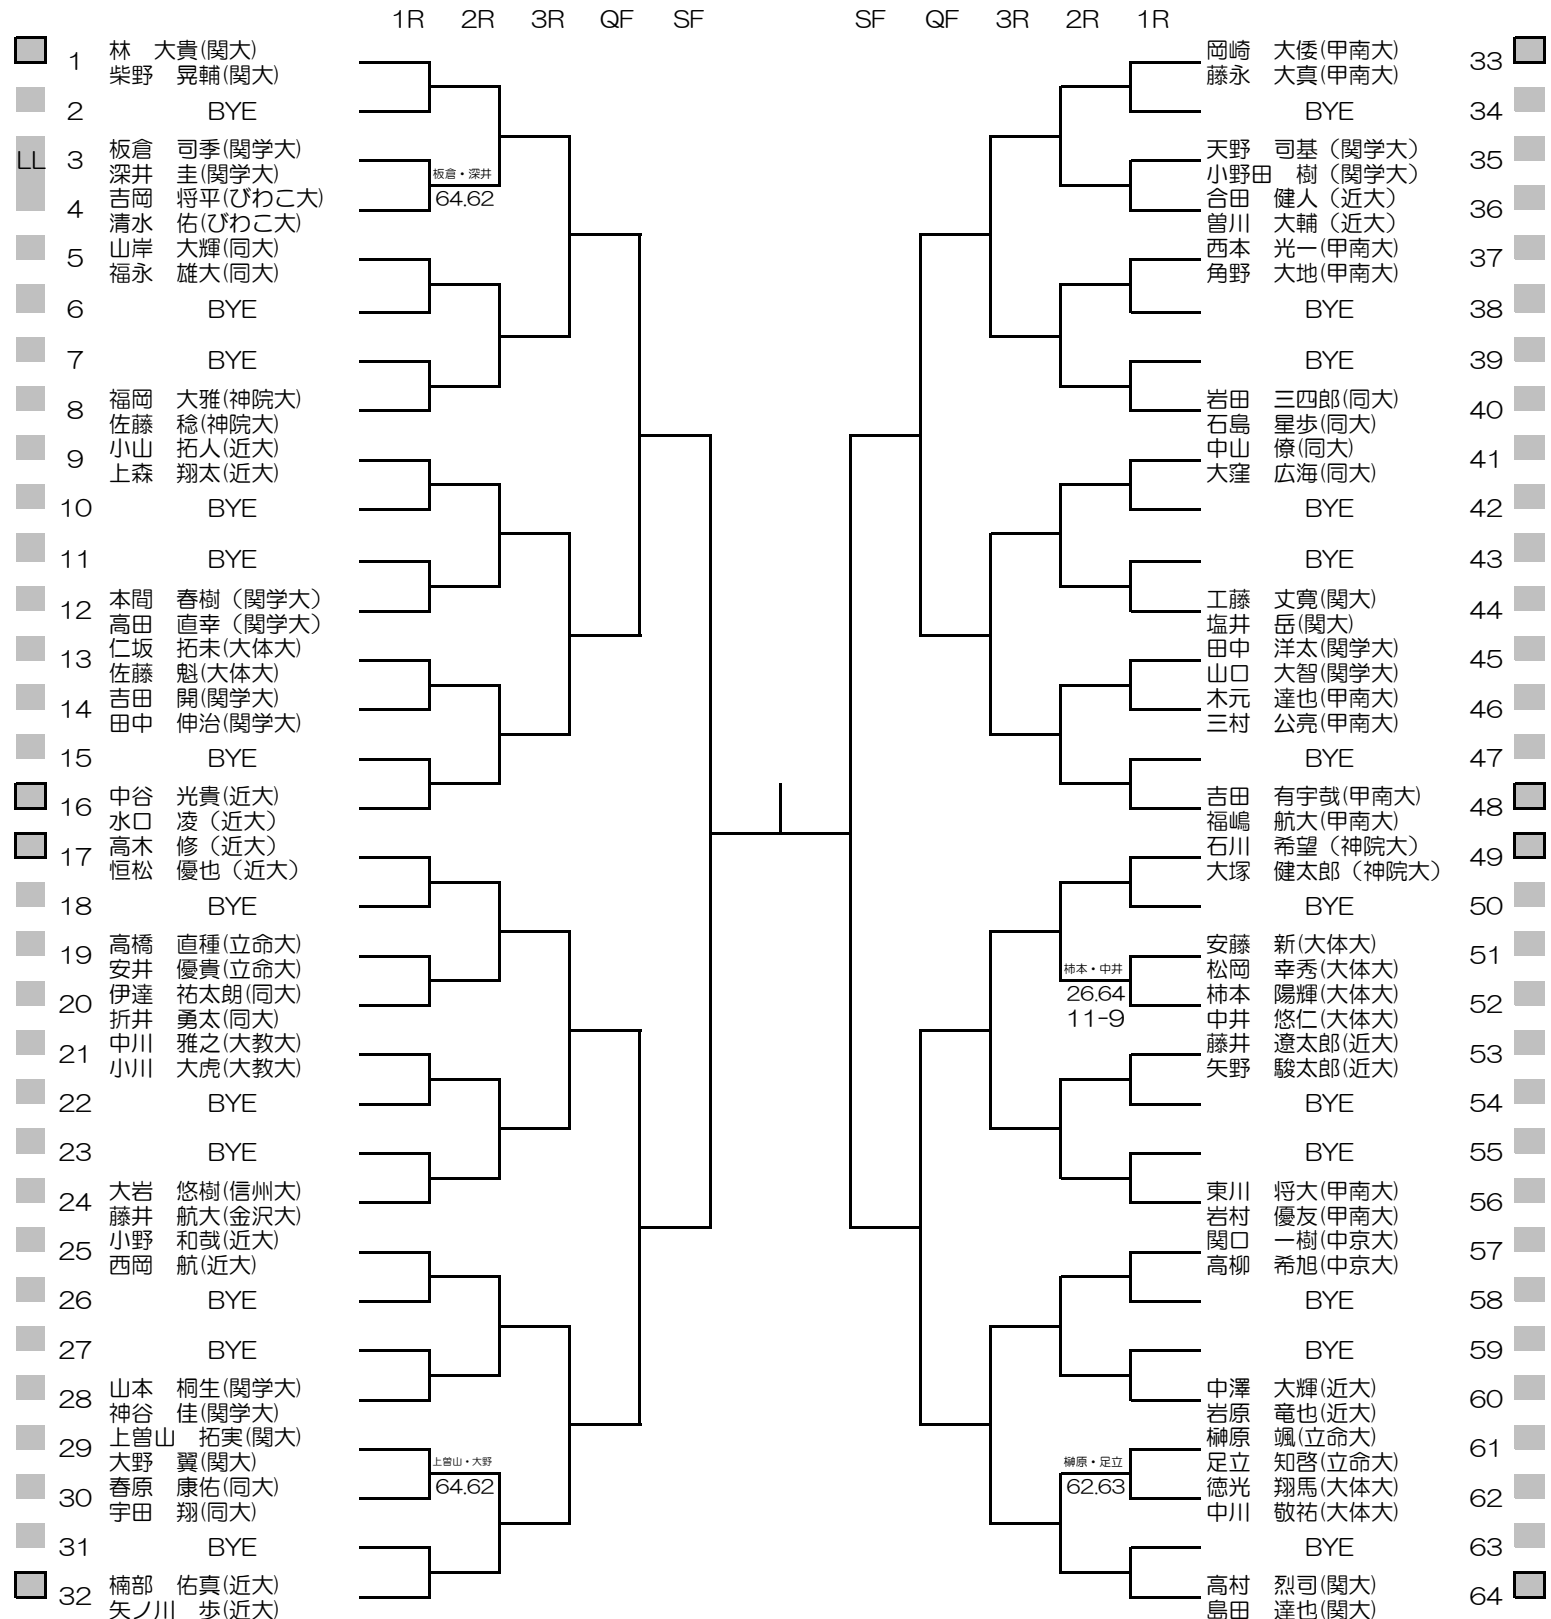 1R 2R 3R QF SF SF QF 3R 2R 1R
1 林 大貴(関大)
柴野 晃輔(関大)
2 BYE
LL 3 板倉 司季(関学大)
深井 圭(関学大)
板倉・深井
64.62
4 吉岡 将平(びわこ大)
清水 佑(びわこ大)
5 山岸 大輝(同大)
福永 雄大(同大)
6 BYE
7 BYE
8 福岡 大雅(神院大)
佐藤 稔(神院大)
9 小山 拓人(近大)
上森 翔太(近大)
10 BYE
11 BYE
12 本間 春樹（関学大）
高田 直幸（関学大）
13 仁坂 拓未(大体大)
佐藤 魁(大体大)
14 吉田 開(関学大)
田中 伸治(関学大)
15 BYE
16 中谷 光貴(近大)
水口 凌（近大）
17 高木 修（近大）
恒松 優也（近大）
18 BYE
19 高橋 直種(立命大)
安井 優貴(立命大)
20 伊達 祐太朗(同大)
折井 勇太(同大)
21 中川 雅之(大教大)
小川 大虎(大教大)
22 BYE
23 BYE
24 大岩 悠樹(信州大)
藤井 航大(金沢大)
25 小野 和哉(近大)
西岡 航(近大)
26 BYE
27 BYE
28 山本 桐生(関学大)
神谷 佳(関学大)
29 上曽山 拓実(関大)
大野 翼(関大)
上曽山・大野
64.62
30 春原 康佑(同大)
宇田 翔(同大)
31 BYE
32 楠部 佑真(近大)
矢ノ川 歩(近大)
岡崎 大倭(甲南大) 33
藤永 大真(甲南大)
BYE 34
天野 司基（関学大） 35
小野田 樹（関学大）
合田 健人（近大） 36
曽川 大輔（近大）
西本 光一(甲南大) 37
角野 大地(甲南大)
BYE 38
BYE 39
岩田 三四郎(同大) 40
石島 星歩(同大)
中山 僚(同大) 41
大窪 広海(同大)
BYE 42
BYE 43
工藤 丈寛(関大) 44
塩井 岳(関大)
田中 洋太(関学大) 45
山口 大智(関学大)
木元 達也(甲南大) 46
三村 公亮(甲南大)
BYE 47
吉田 有宇哉(甲南大) 48
福嶋 航大(甲南大)
石川 希望（神院大） 49
大塚 健太郎（神院大）
BYE 50
安藤 新(大体大) 51
松岡 幸秀(大体大)
柿本・中井
26.64
11-9
柿本 陽輝(大体大) 52
中井 悠仁(大体大)
藤井 遼太郎(近大) 53
矢野 駿太郎(近大)
BYE 54
BYE 55
東川 将大(甲南大) 56
岩村 優友(甲南大)
関口 一樹(中京大) 57
高柳 希旭(中京大)
BYE 58
BYE 59
中澤 大輝(近大) 60
岩原 竜也(近大)
榊原 颯(立命大) 61
足立 知啓(立命大)
榊原・足立
62.63
徳光 翔馬(大体大) 62
中川 敬祐(大体大)
BYE 63
高村 烈司(関大) 64
島田 達也(関大)